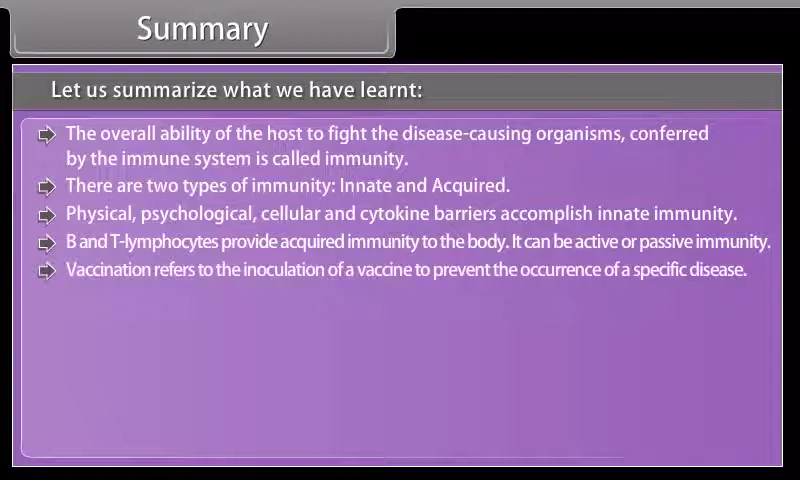 Summary
Let us summarize what we have learnt:
The overall ability of the host to fight the disease-causing organisms, conferred
by the immune system is called immunity.
There are two types of immunity: Innate and Acquired.
Physical, psychological, cellular and cytokine barriers accomplish innate immunity.
B and T-lymphocytes provide acquired immunity to the body. It can be active or passive immunity.
Vaccination refers to the inoculation of a vaccine to prevent the occurrence of a specific disease.